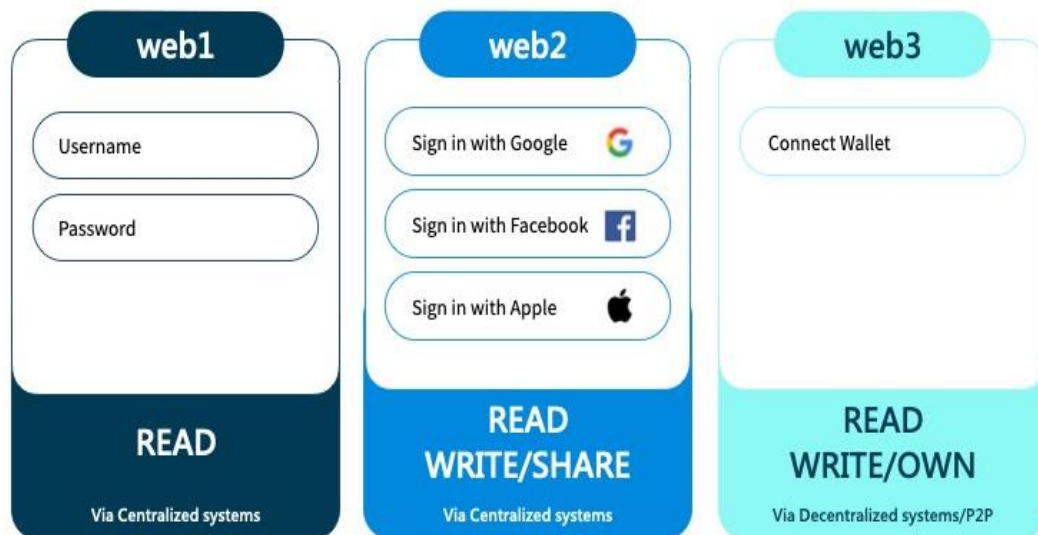 web1
Username
Password
READ
Via Centralized systems
web2
Sign in with Google
Sign in with Facebook
Sign in with Apple
READ
WRITE/SHARE
Via Centralized systems
web3
Connect Wallet
READ
WRITE/OWN
Via Decentralized systems/P2P